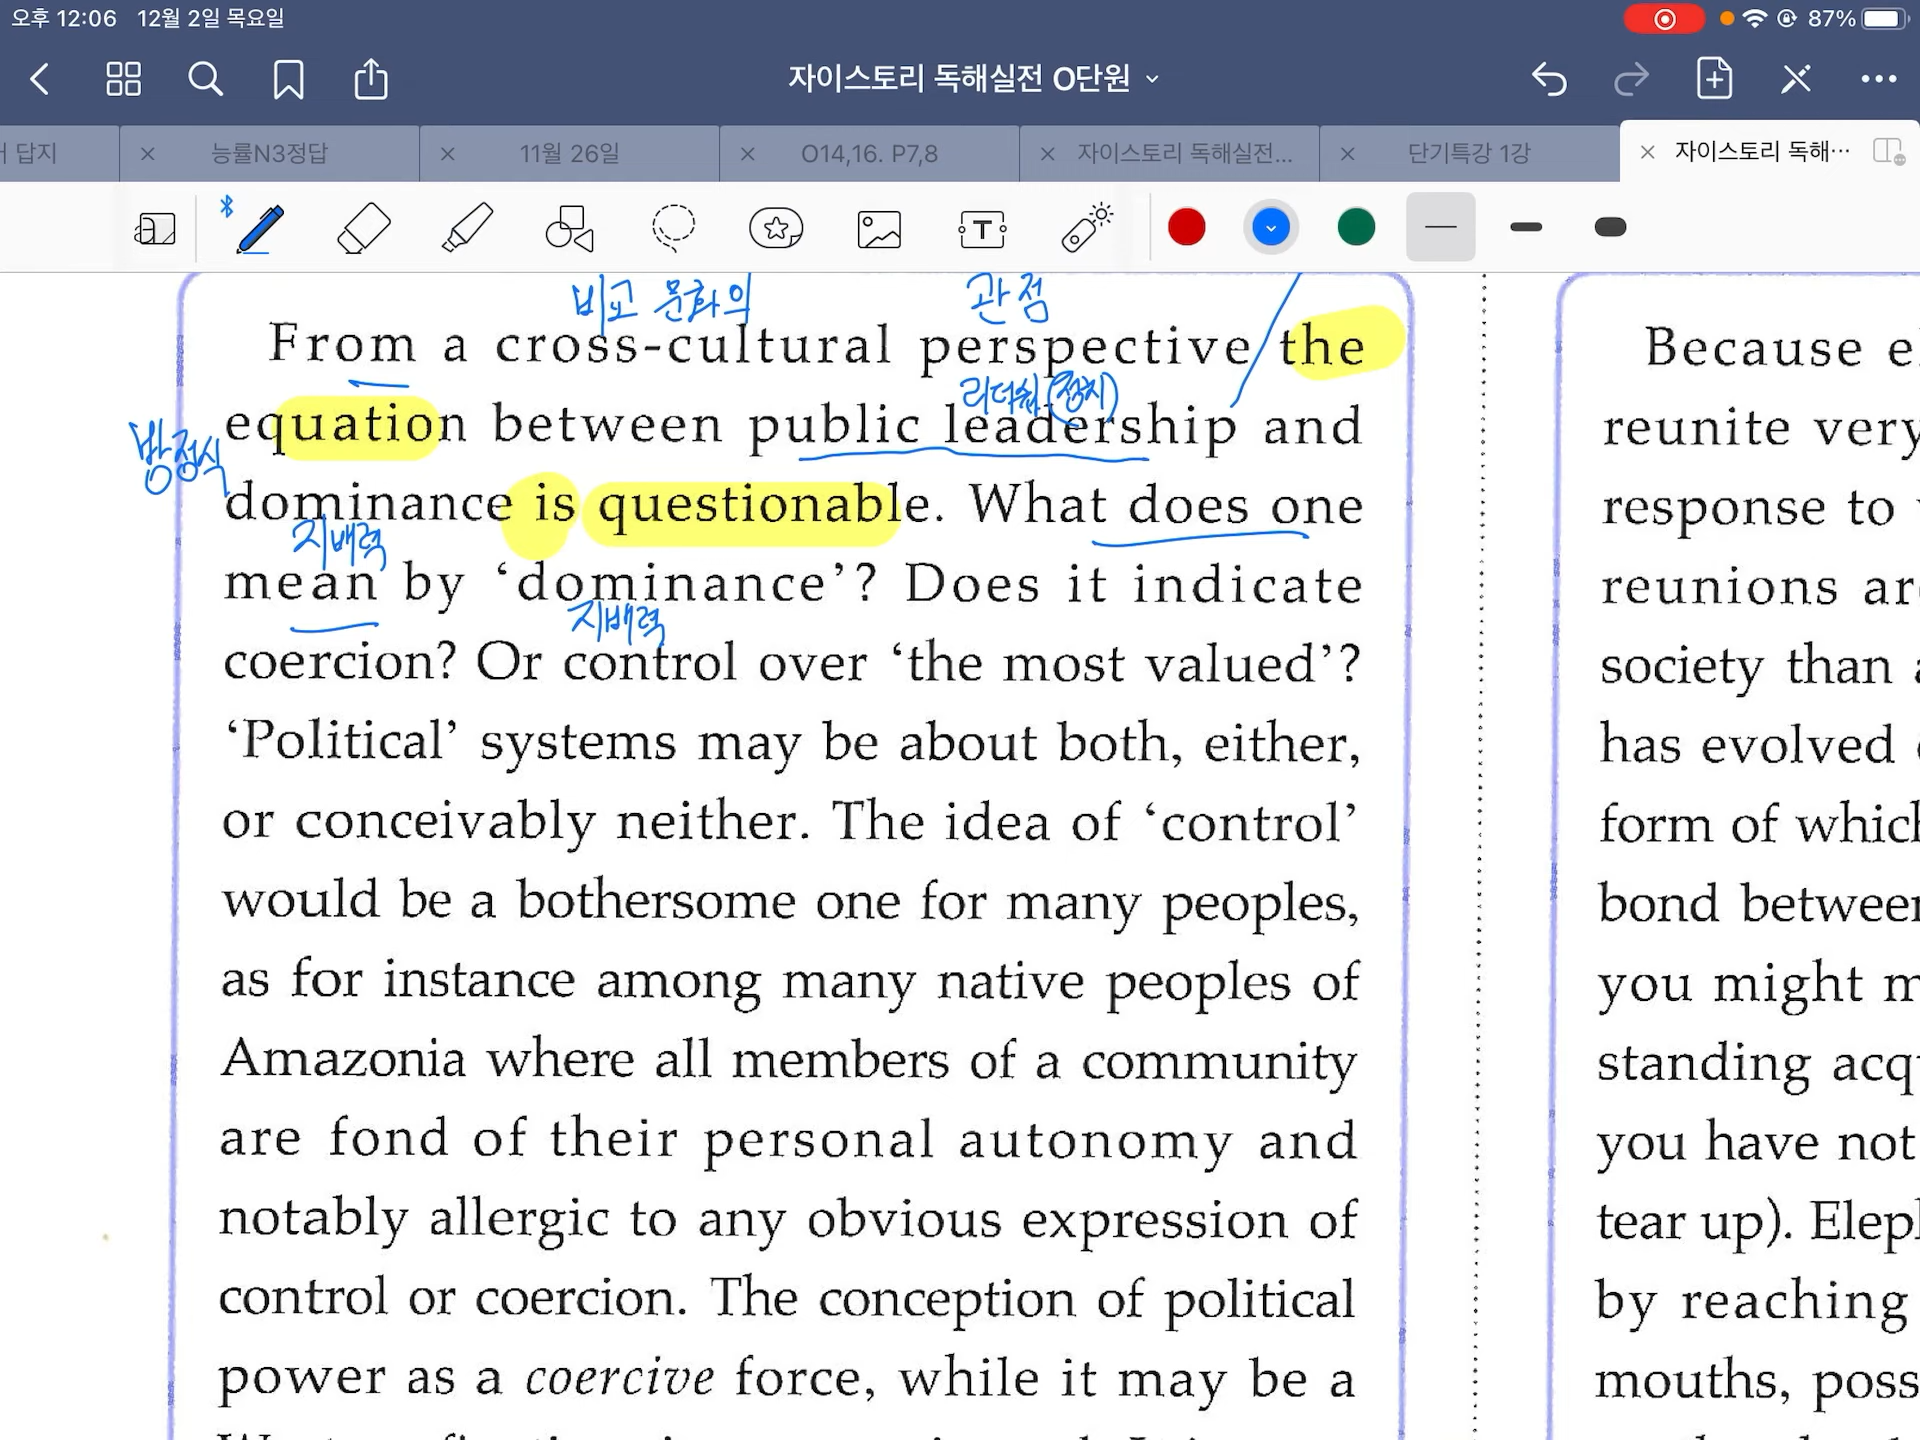 오후 12:06 12월 2일 목요일
87%
자이스토리 독해실전 O단원
답지
능률N3정답
11월 26일
O14,16. P7,8
자이스토리 독해실전...
단기특강 1강
자이스토리 독해...
비교 문화의 관점
From a cross-cultural perspective the
리더쉽 (정치)
equation between public leadership and
방정식
dominance is questionable. What does one
지배력
mean by ‘dominance’? Does it indicate
지배력
coercion? Or control over ‘the most valued’?
‘Political’ systems may be about both, either,
or conceivably neither. The idea of ‘control’
would be a bothersome one for many peoples,
as for instance among many native peoples of
Amazonia where all members of a community
are fond of their personal autonomy and
notably allergic to any obvious expression of
control or coercion. The conception of political
power as a coercive force, while it may be a
Because
reunite very
response to
reunions
society than
has evolved
form of which
bond between
you might
standing
you have not
tear up).
by reaching
mouths,